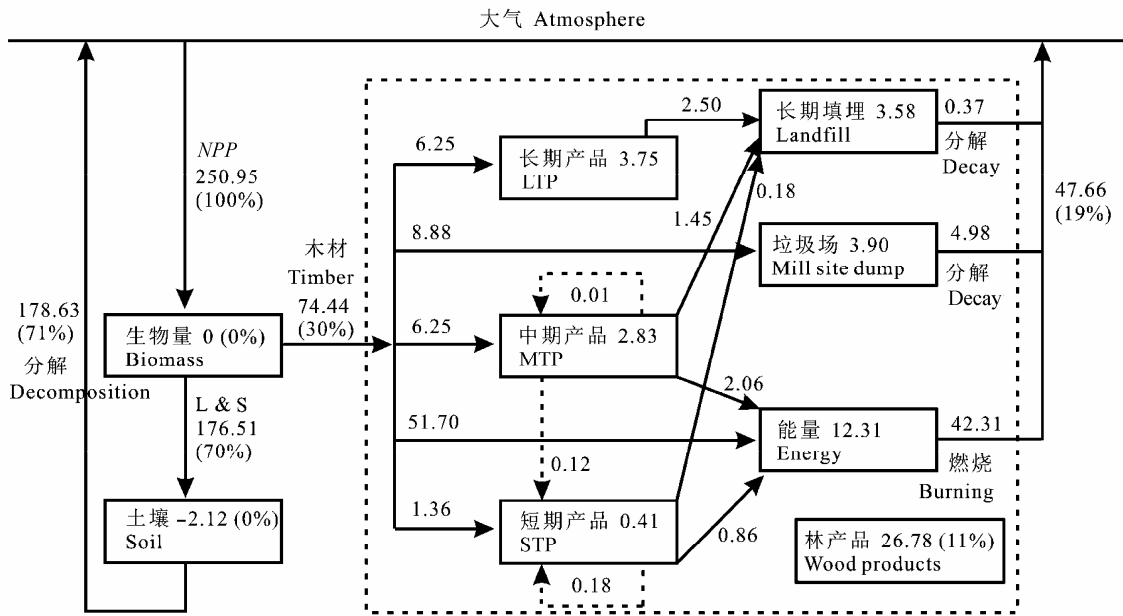 大气 Atmosphere
NPP
250.95
(100%)
178.63
(71%)
分解
Decomposition
生物量 0 (0%)
Biomass
L & S
176.51
(70%)
土壤 -2.12 (0%)
Soil
木材
Timber
74.44
(30%)
6.25
8.88
6.25
51.70
1.36
长期产品 3.75
LTP
2.50
0.01
中期产品 2.83
MTP
0.12
短期产品 0.41
STP
0.18
1.45
0.18
2.06
0.86
长期填埋 3.58
Landfill
0.37
分解
Decay
垃圾场 3.90
Mill site dump
4.98
分解
Decay
能量 12.31
Energy
42.31
燃烧
Burning
47.66
(19%)
林产品 26.78 (11%)
Wood products